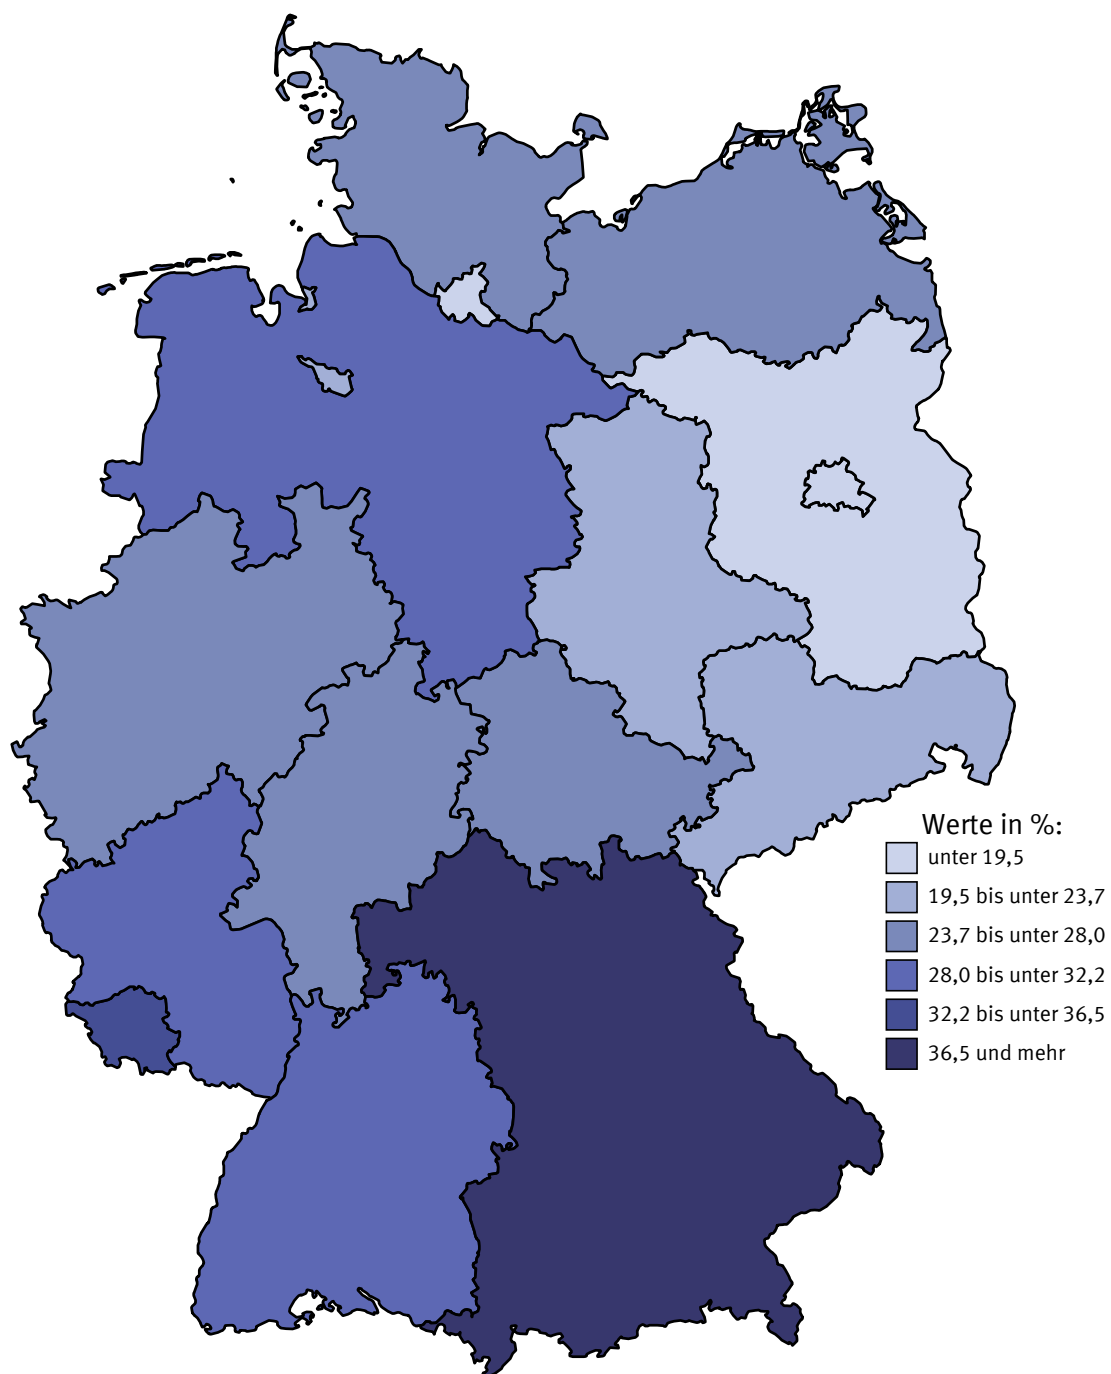 Werte in %:
unter 19,5
19,5 bis unter 23,7
23,7 bis unter 28,0
28,0 bis unter 32,2
32,2 bis unter 36,5
36,5 und mehr